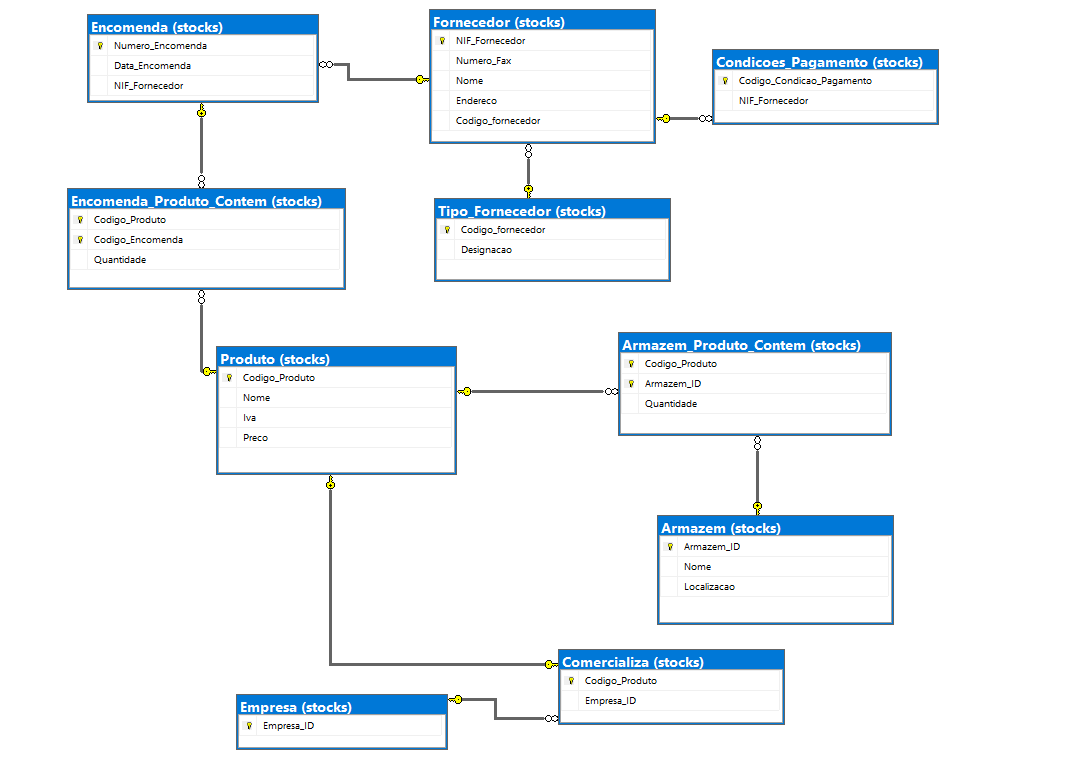 Encomenda (stocks)
Numero_Encomenda
Data_Encomenda
NIF_Fornecedor
Fornecedor (stocks)
NIF_Fornecedor
Numero_Fax
Nome
Endereco
Codigo_fornecedor
Condicoes_Pagamento (stocks)
Codigo_Condicao_Pagamento
NIF_Fornecedor
Encomenda_Produto_Contem (stocks)
Codigo_Produto
Codigo_Encomenda
Quantidade
Tipo_Fornecedor (stocks)
Codigo_fornecedor
Designacao
Produto (stocks)
Codigo_Produto
Nome
Iva
Preco
Armazem_Produto_Contem (stocks)
Codigo_Produto
Armazem_ID
Quantidade
Armazem (stocks)
Armazem_ID
Nome
Localizacao
Comercializa (stocks)
Codigo_Produto
Empresa_ID
Empresa (stocks)
Empresa_ID